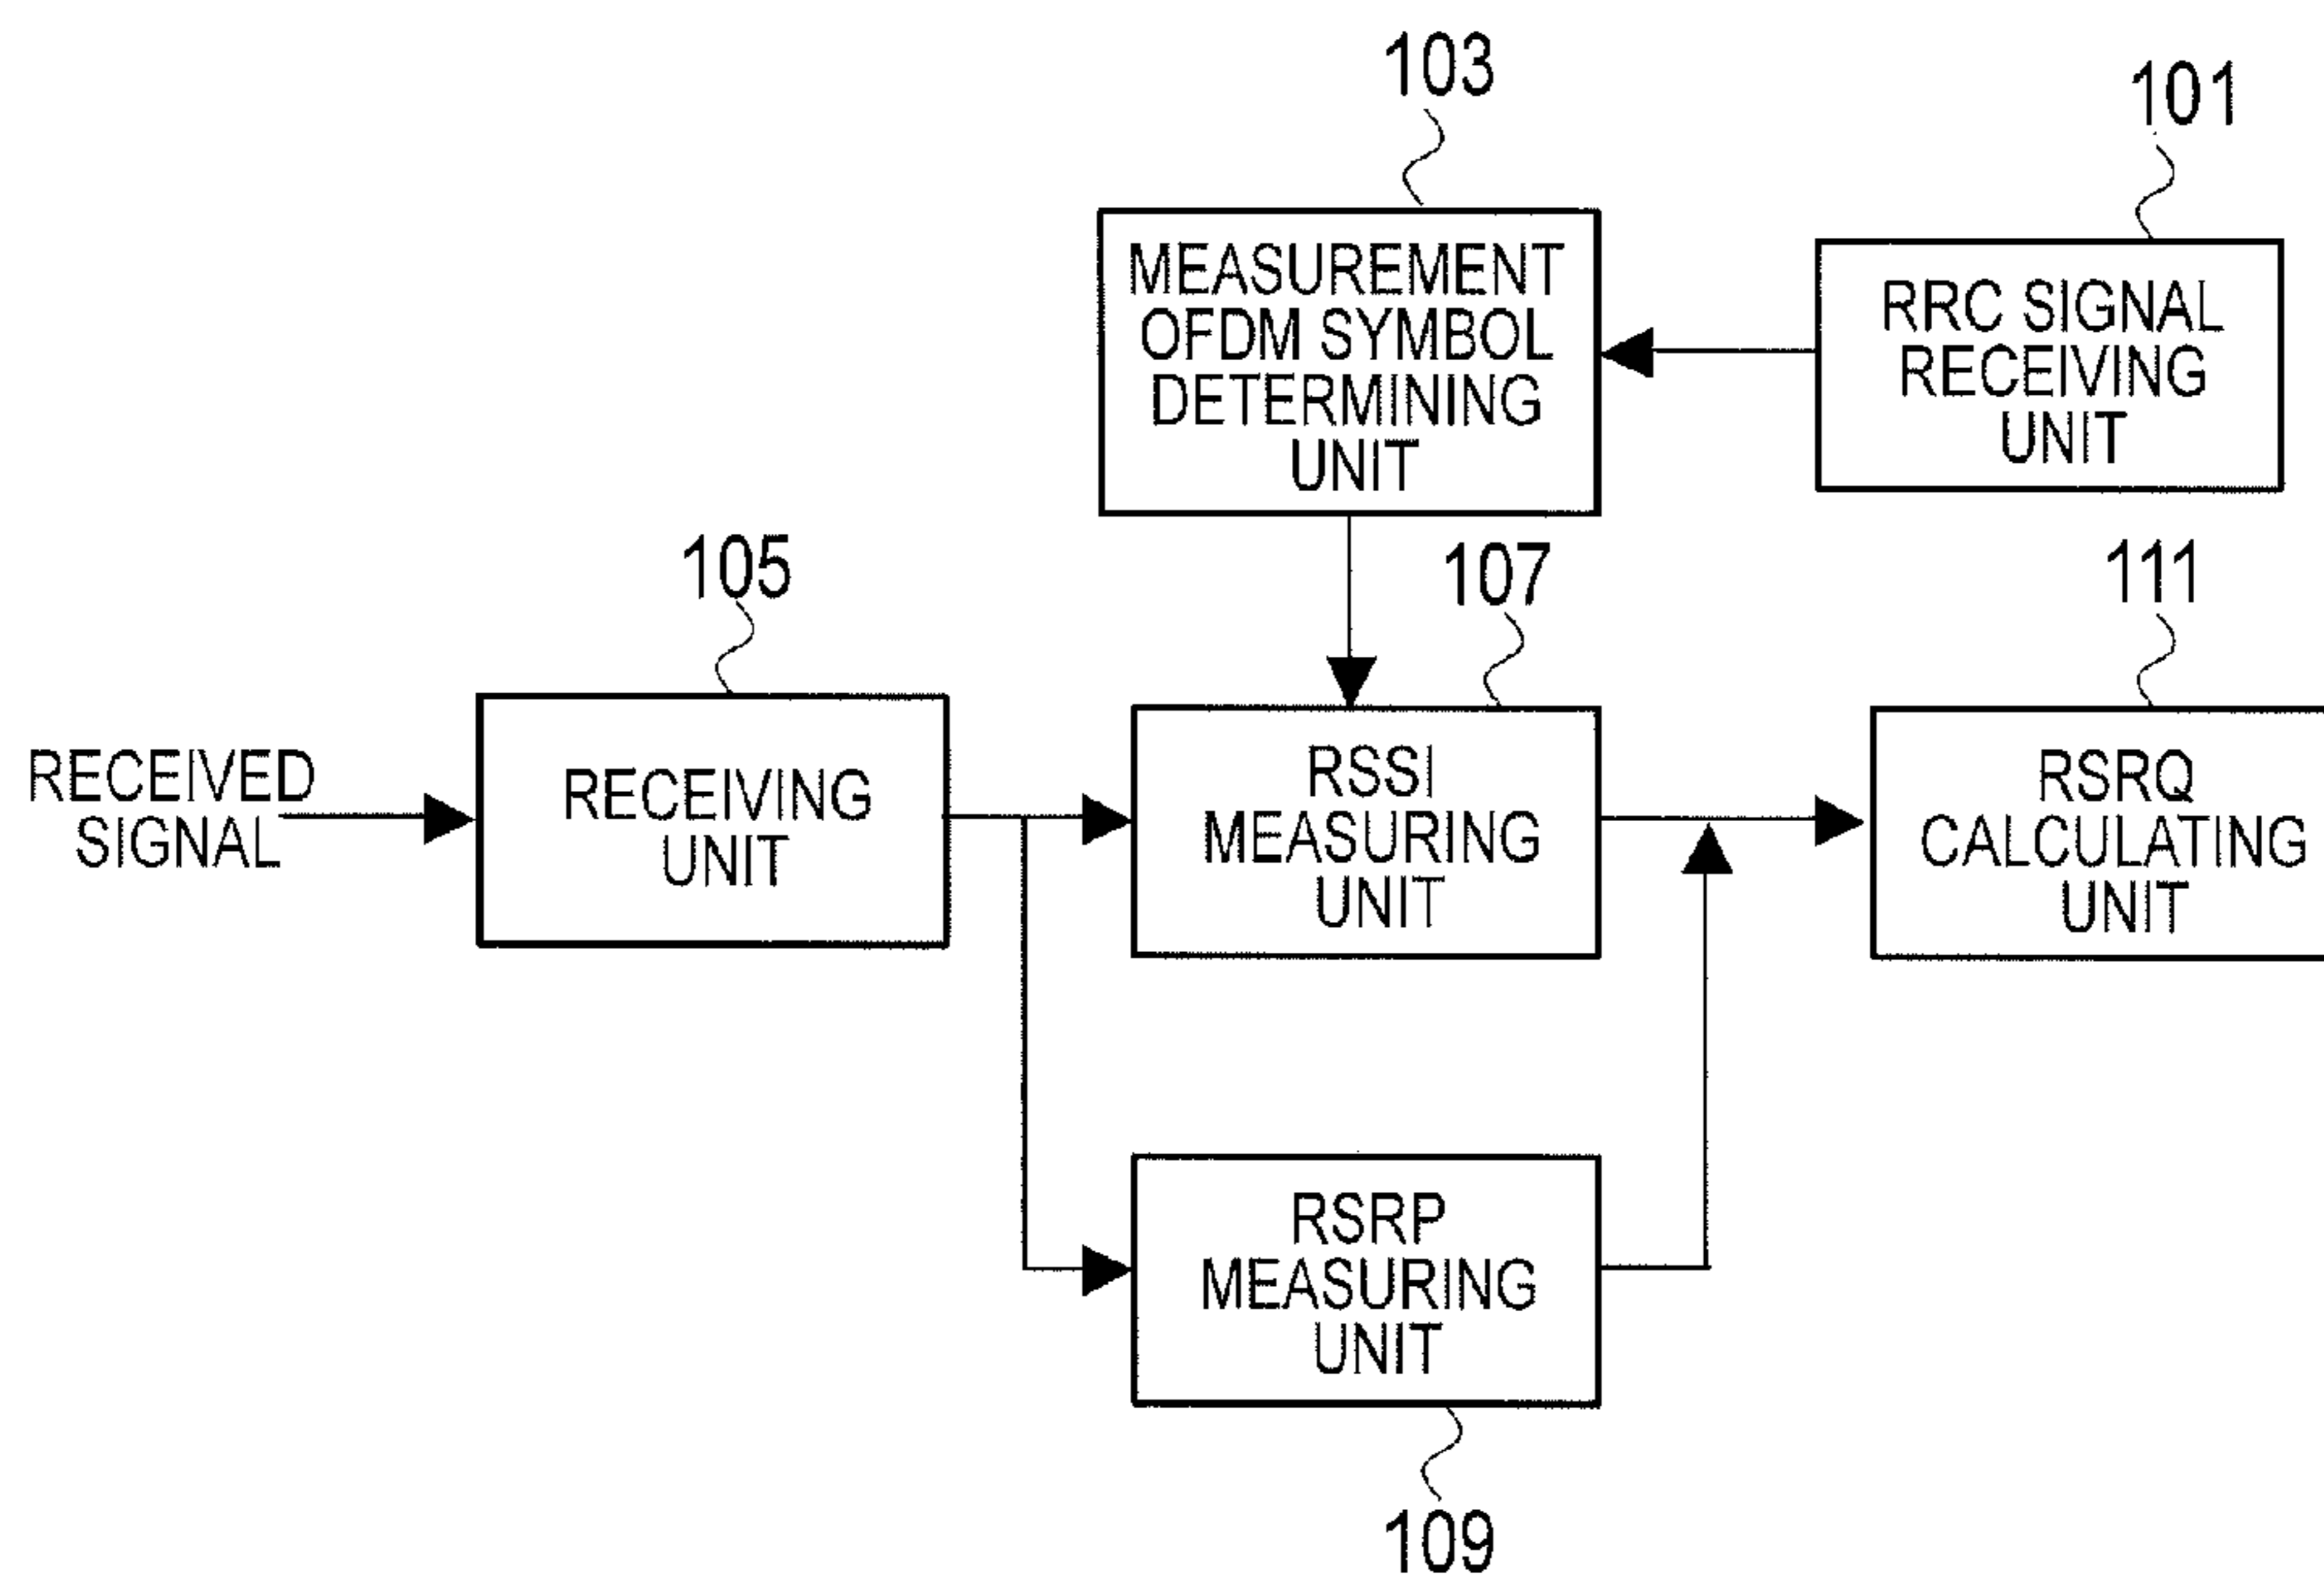 103
101
MEASUREMENT
OFDM SYMBOL
DETERMINING
UNIT
RRC SIGNAL
RECEIVING
UNIT
105
107
111
RECEIVED
SIGNAL
RECEIVING
UNIT
RSSI
MEASURING
UNIT
RSRQ
CALCULATING
UNIT
RSRP
MEASURING
UNIT
109